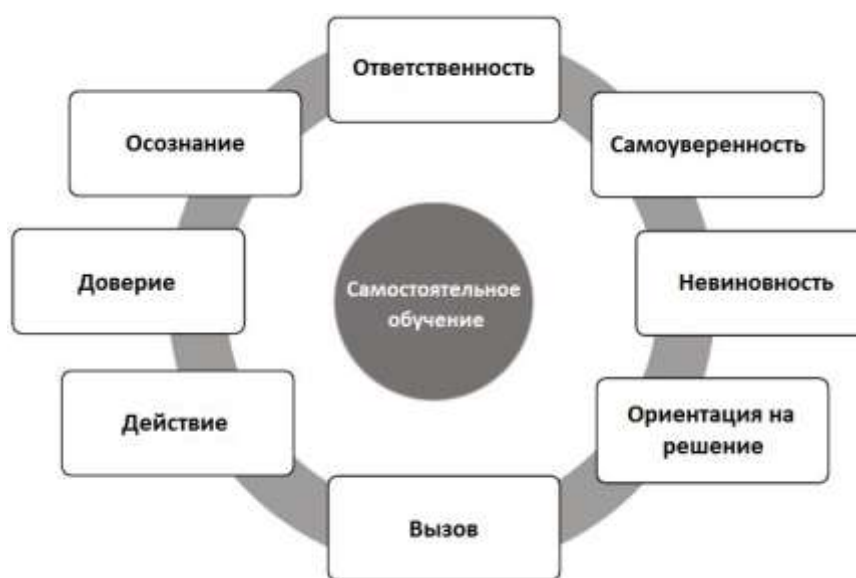 Ответственность
Самоуверенность
Невиновность
Ориентация на
решение
Вызов
Действие
Доверие
Осознание
Самостоятельное
обучение